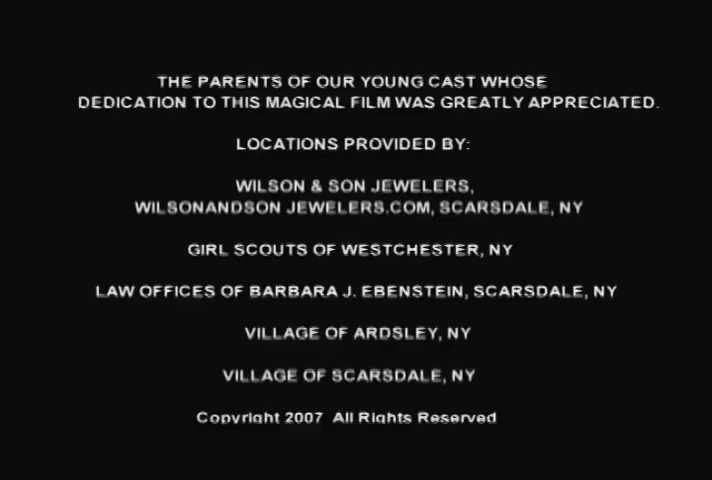 THE PARENTS OF OUR YOUNG CAST WHOSE
DEDICATION TO THIS MAGICAL FILM WAS GREATLY APPRECIATED.
LOCATIONS PROVIDED BY:
WILSON & SON JEWELERS,
WILSONANDSON JEWELERS.COM, SCARSDALE, NY
GIRL SCOUTS OF WESTCHESTER, NY
LAW OFFICES OF BARBARA J. EBENSTEIN, SCARSDALE, NY
VILLAGE OF ARDSLEY, NY
VILLAGE OF SCARSDALE, NY
Copyright 2007 All Rights Reserved